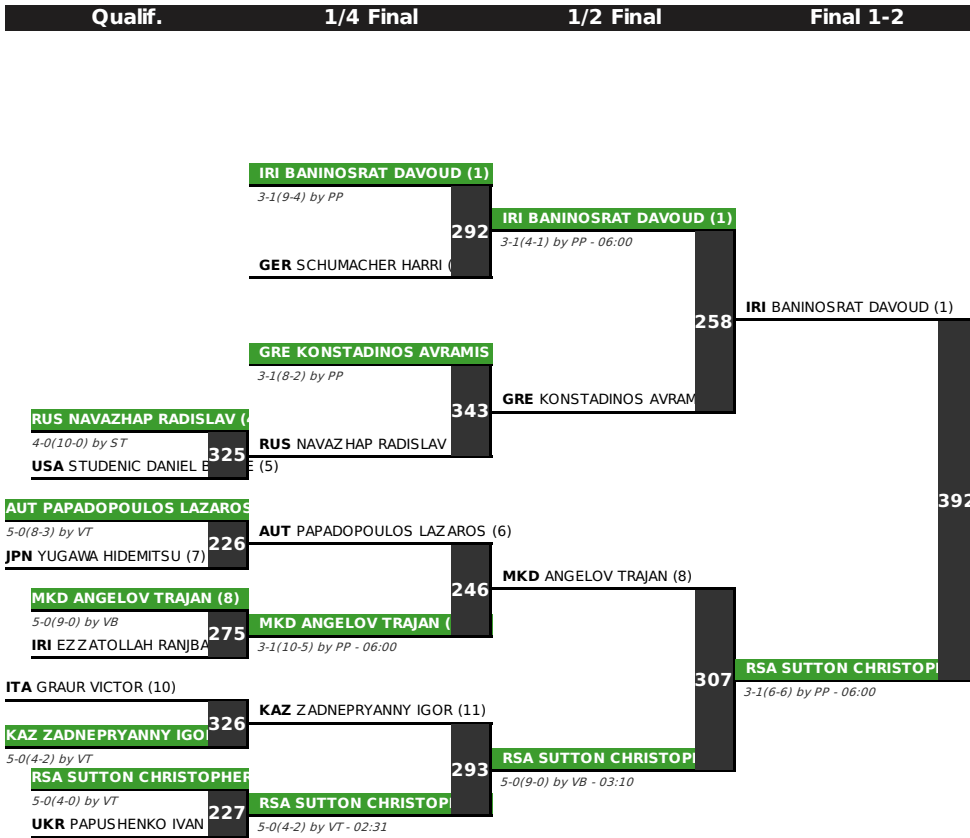 Qualif.
1/4 Final
1/2 Final
Final 1-2
IRI BANINOSRAT DAVOUD (1)
3-1(9-4) by PP
292
GER SCHUMACHER HARRI (
IRI BANINOSRAT DAVOUD (1)
3-1(4-1) by PP - 06:00
258
IRI BANINOSRAT DAVOUD (1)
GRE KONSTADINOS AVRAMIS
3-1(8-2) by PP
343
GRE KONSTADINOS AVRAM
RUS NAVAZHAP RADISLAV (4
4-0(10-0) by ST
325
USA STUDENIC DANIEL B E (5)
RUS NAVAZHAP RADISLAV
392
AUT PAPADOPOULOS LAZAROS
5-0(8-3) by VT
226
JPN YUGAWA HIDEMITSU (7)
AUT PAPADOPOULOS LAZAROS (6)
246
MKD ANGELOV TRAJAN (8)
MKD ANGELOV TRAJAN (8)
5-0(9-0) by VB
275
IRI EZZATOLLAH RANJBA
MKD ANGELOV TRAJAN (
3-1(10-5) by PP - 06:00
307
RSA SUTTON CHRISTOP
3-1(6-6) by PP - 06:00
ITA GRAUR VICTOR (10)
326
KAZ ZADNEPRYANNY IGO
5-0(4-2) by VT
KAZ ZADNEPRYANNY IGOR (11)
293
RSA SUTTON CHRISTOP
5-0(9-0) by VB - 03:10
RSA SUTTON CHRISTOPHER
5-0(4-0) by VT
227
UKR PAPUSHENKO IVAN
RSA SUTTON CHRISTOP
5-0(4-2) by VT - 02:31